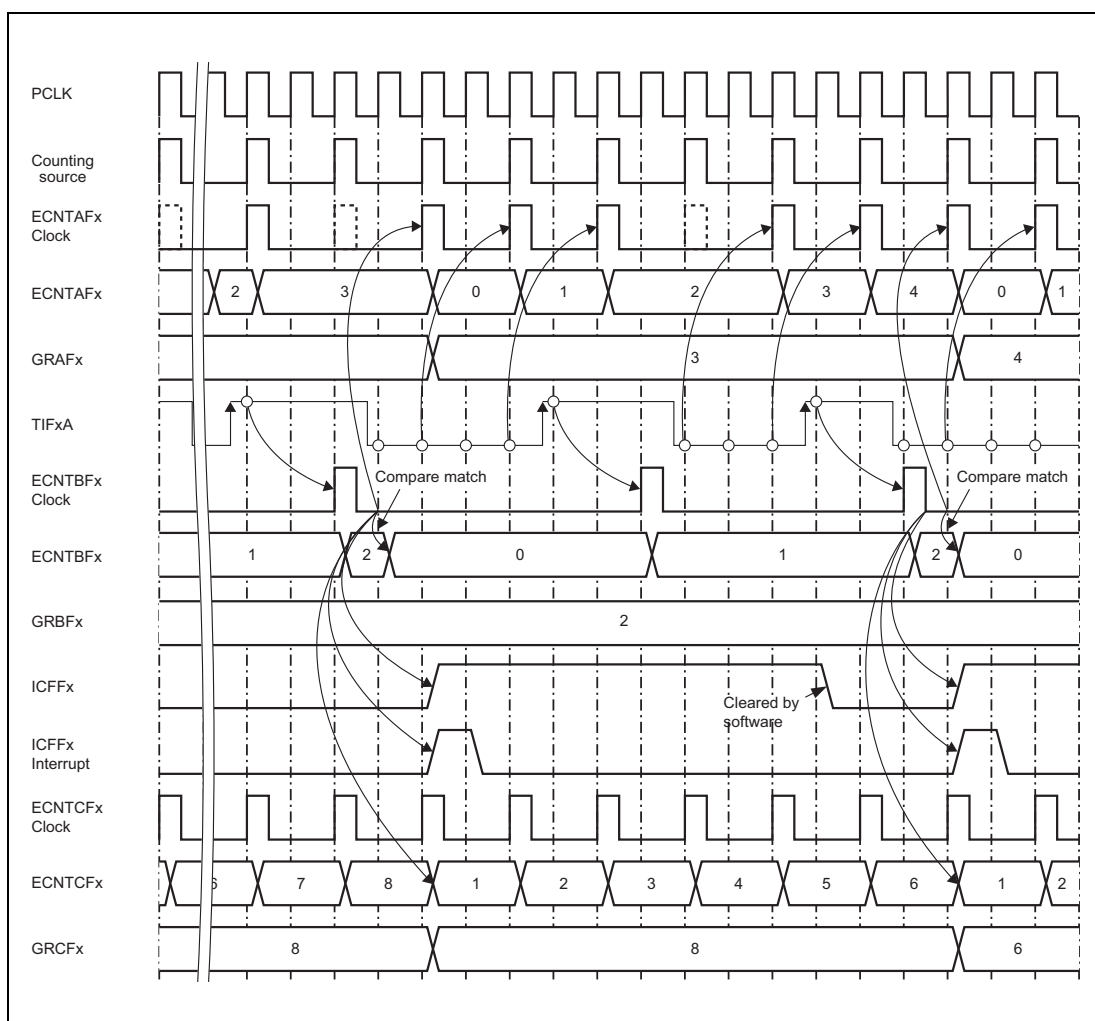 PCLK
Counting
source
ECNTAFx
Clock
ECNTAFx
2 3 0 1 2 3 4 0 1
GRAFx
3 4
TIFxA
ECNTBFx
Clock
Compare match
Compare match
ECNTBFx
1 2 0 1 2 0
GRBFx
2
ICFFx
Cleared by
software
ICFFx
Interrupt
ECNTCFx
Clock
ECNTCFx
6 7 8 1 2 3 4 5 6 1 2
GRCFx
8 8 6